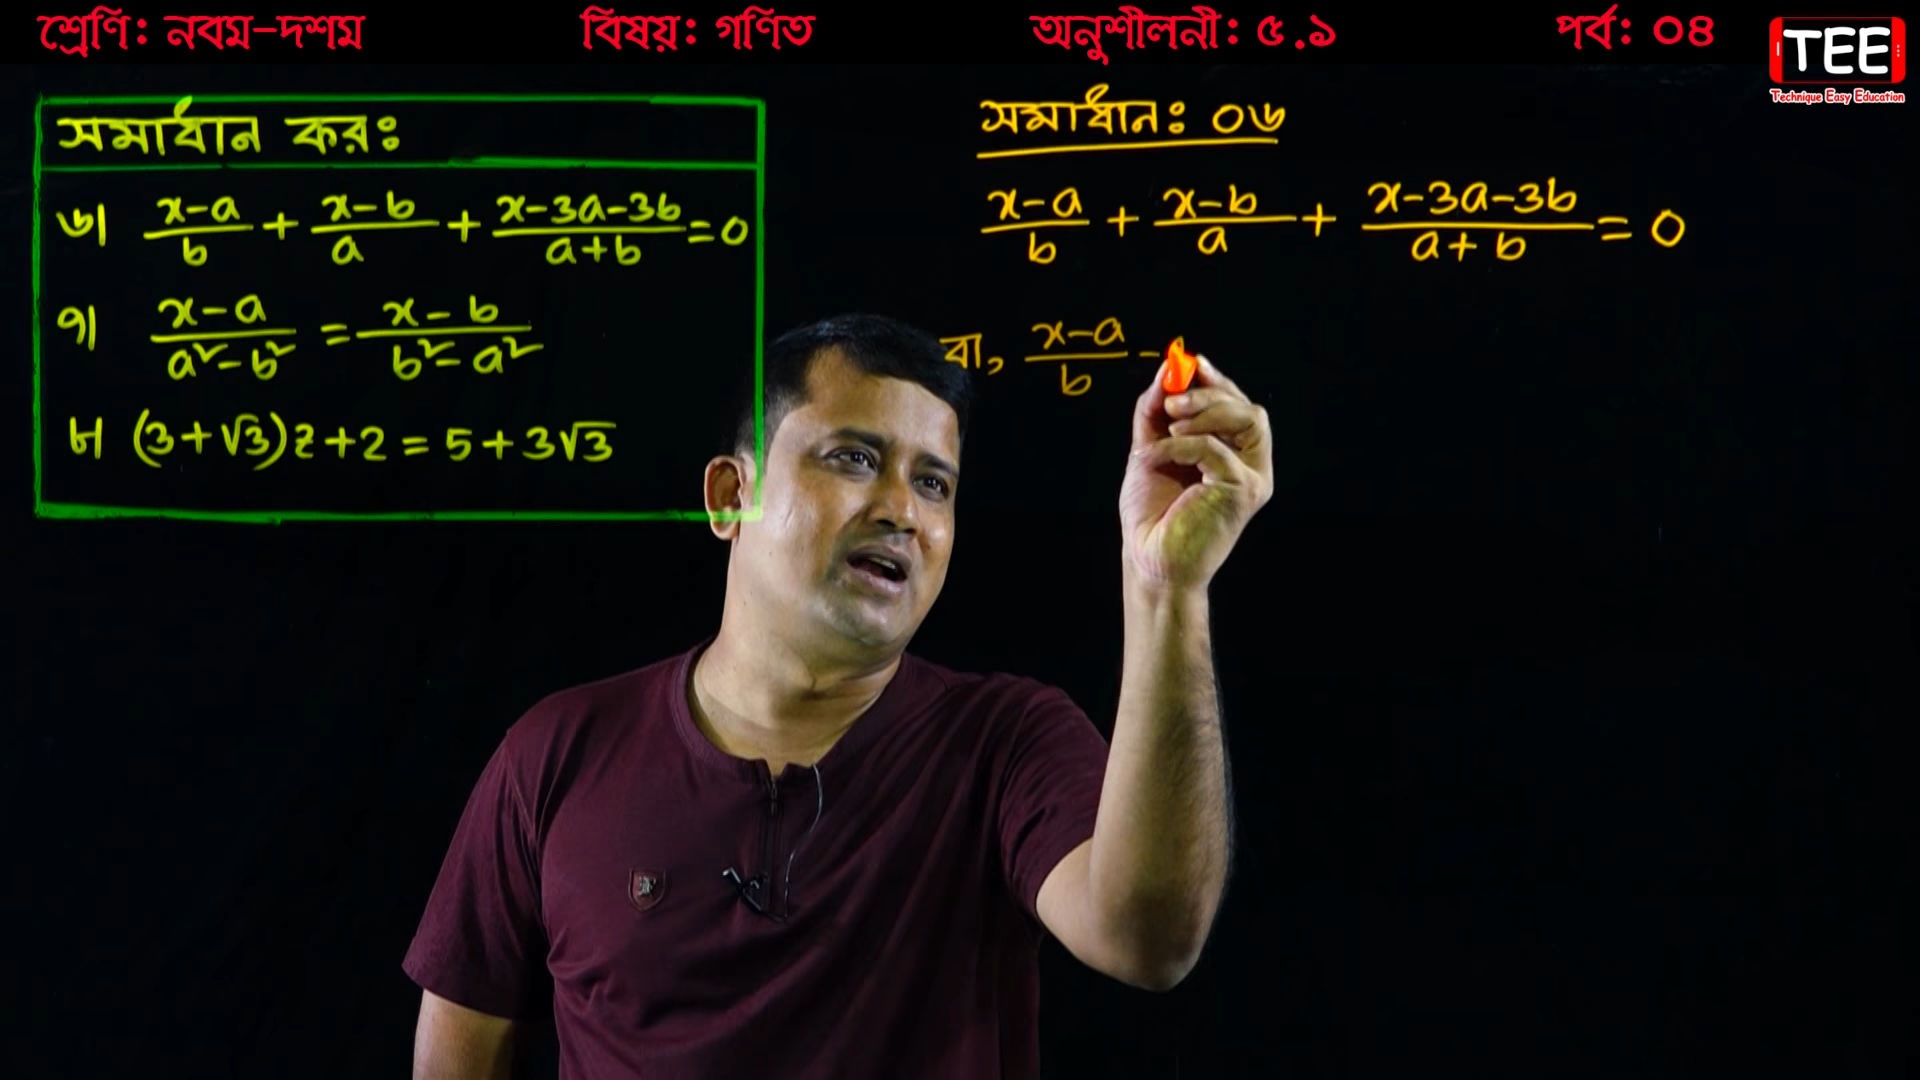 শ্রেণি: নবম-দশম বিষয়: গণিত অনুশীলনী: ৫.১ পর্ব: ০৪
TEE
Technique Easy Education
সমাধান করঃ
৬। (x-a)/b + (x-b)/a + (x-3a-3b)/(a+b) = 0
৭। (x-a)/(a²-b²) = (x-b)/(b²-a²)
৮। (3+√3)z+2 = 5+3√3
সমাধানঃ ০৬
(x-a)/b + (x-b)/a + (x-3a-3b)/(a+b) = 0
বা, (x-a)/b -